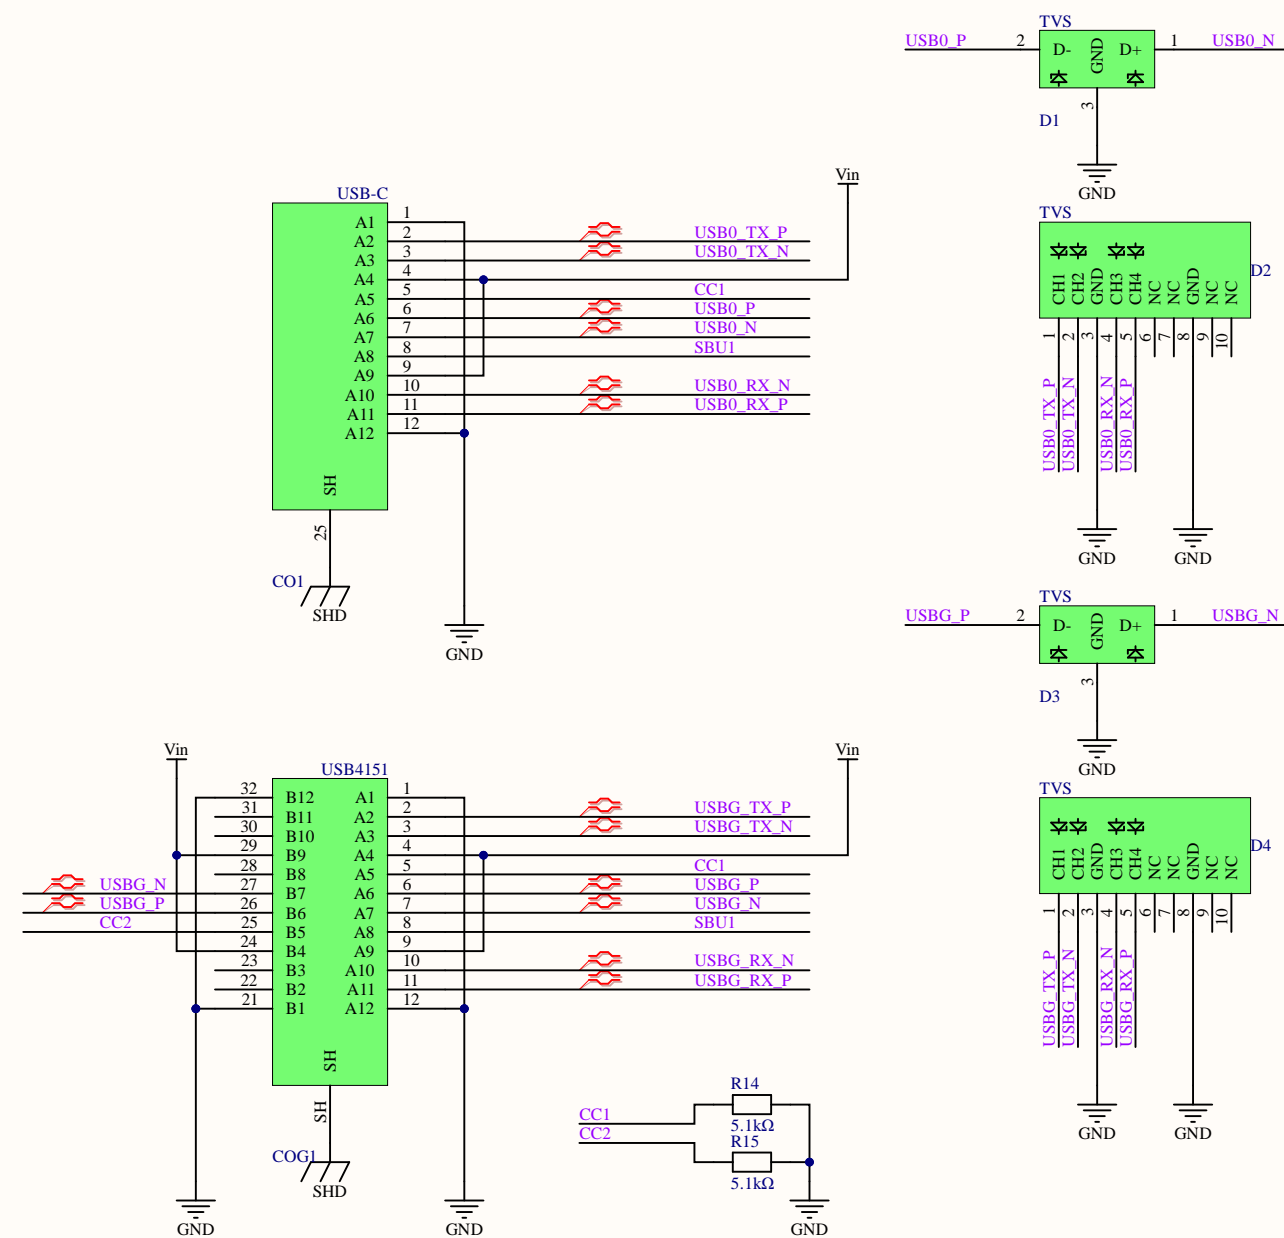 TVS
USB0_P 2 D- GND D+ 1 USB0_N
3
D1
GND
Vin
USB-C
A1 1
A2 2 USB0_TX_P
A3 3 USB0_TX_N
A4 4
A5 5 CC1
A6 6 USB0_P
A7 7 USB0_N
A8 8 SBU1
A9 9
A10 10 USB0_RX_N
A11 11 USB0_RX_P
A12 12
SH
25
CO1
SHD
GND
TVS
D2
CH1 CH2 GND CH3 CH4 NC NC GND NC NC
1 2 3 4 5 6 7 8 9 10
USB0_TX_P USB0_TX_N USB0_RX_N USB0_RX_P
GND GND
TVS
USBG_P 2 D- GND D+ 1 USBG_N
3
D3
GND
Vin Vin
USB4151
32 B12 A1 1
31 B11 A2 2 USBG_TX_P
30 B10 A3 3 USBG_TX_N
29 B9 A4 4
28 B8 A5 5 CC1
USBG_N 27 B7 A6 6 USBG_P
USBG_P 26 B6 A7 7 USBG_N
CC2 25 B5 A8 8 SBU1
24 B4 A9 9
23 B3 A10 10 USBG_RX_N
22 B2 A11 11 USBG_RX_P
21 B1 A12 12
SH
SH
COG1
SHD
GND GND
R14
CC1
5.1kΩ
CC2
R15
5.1kΩ
GND
TVS
D4
CH1 CH2 GND CH3 CH4 NC NC GND NC NC
1 2 3 4 5 6 7 8 9 10
USBG_TX_P USBG_TX_N USBG_RX_N USBG_RX_P
GND GND